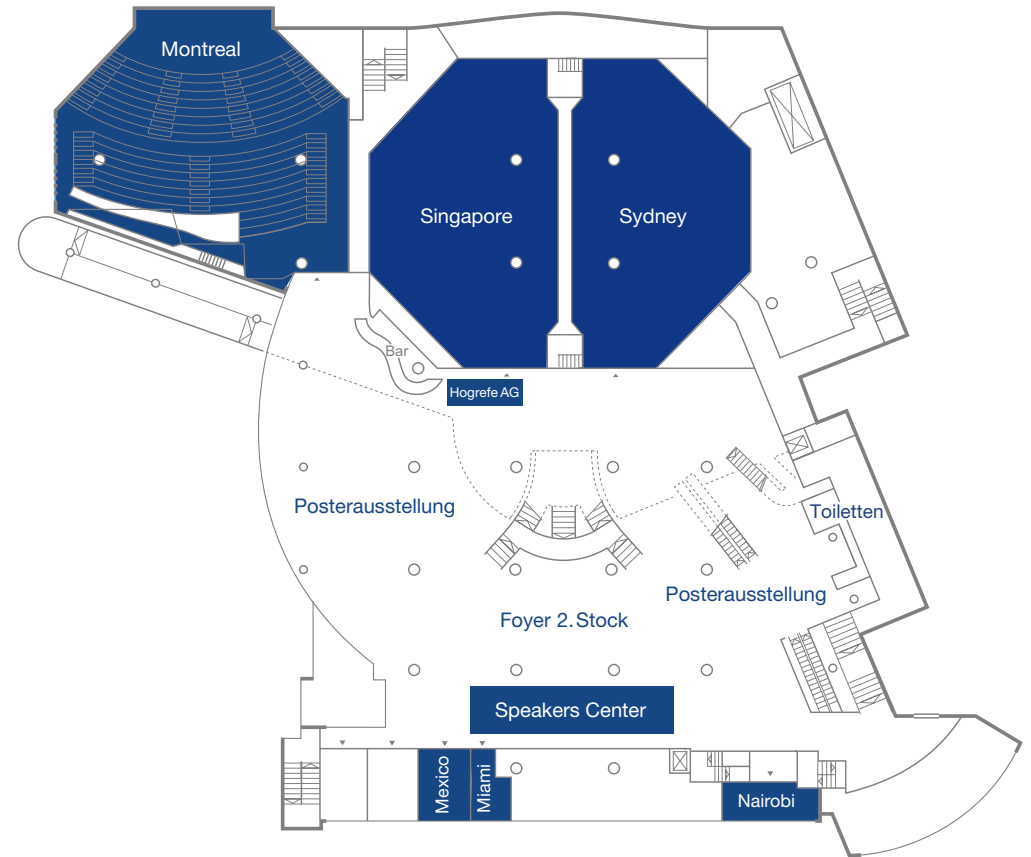 Montreal
Singapore
Sydney
Bar
Hogrefe AG
Posterausstellung
Toiletten
Posterausstellung
Foyer 2. Stock
Speakers Center
Mexico
Miami
Nairobi